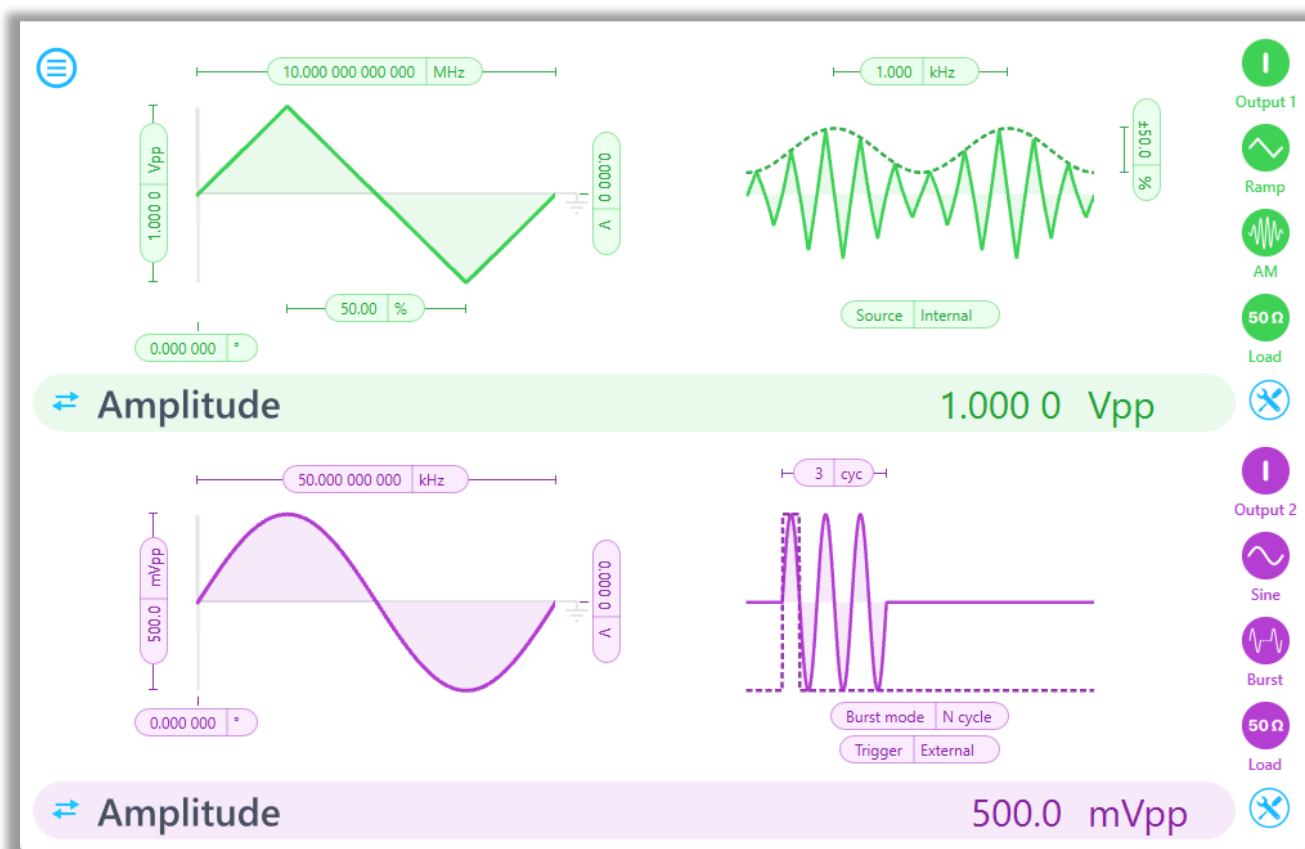 10.000 000 000 000 MHz
1.000 kHz
Output 1
1.000 0 Vpp
0.000 0 V
±50.0 %
Ramp
AM
50.00 %
Source Internal
50 Ω
0.000 000 °
Load
Amplitude 1.000 0 Vpp
50.000 000 000 kHz
3 cyc
Output 2
500.0 mVpp
0.000 0 V
Sine
Burst
0.000 000 °
Burst mode N cycle
50 Ω
Trigger External
Load
Amplitude 500.0 mVpp